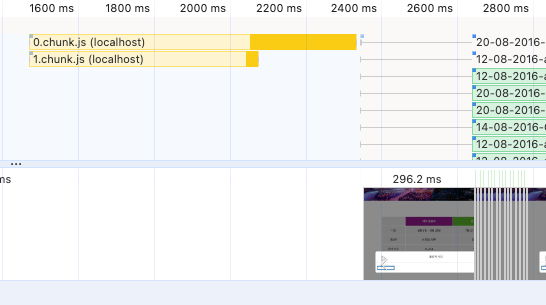 1600 ms 1800 ms 2000 ms 2200 ms 2400 ms 2600 ms 2800 ms
0.chunk.js (localhost) 20-08-2016-
1.chunk.js (localhost) 12-08-2016-a
12-08-2016-a
20-08-2016-
20-08-2016-
14-08-2016-
12-08-2016-a
...
ms 296.2 ms